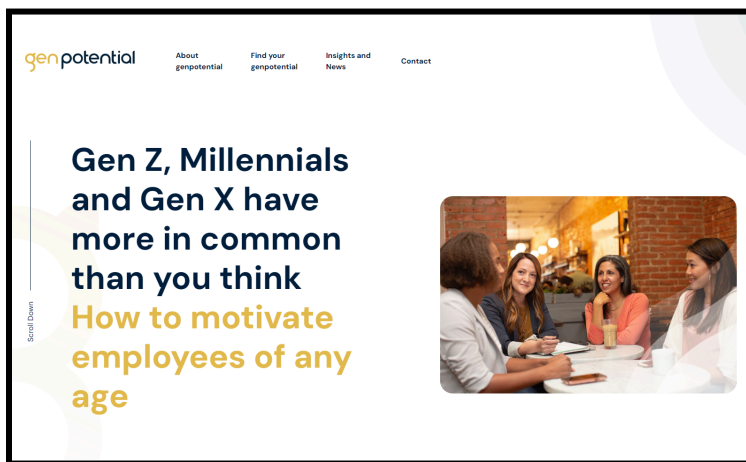 genpotential
About
genpotential
Find your
genpotential
Insights and
News
Contact
Gen Z, Millennials
and Gen X have
more in common
than you think
How to motivate
employees of any
age
Scroll Down